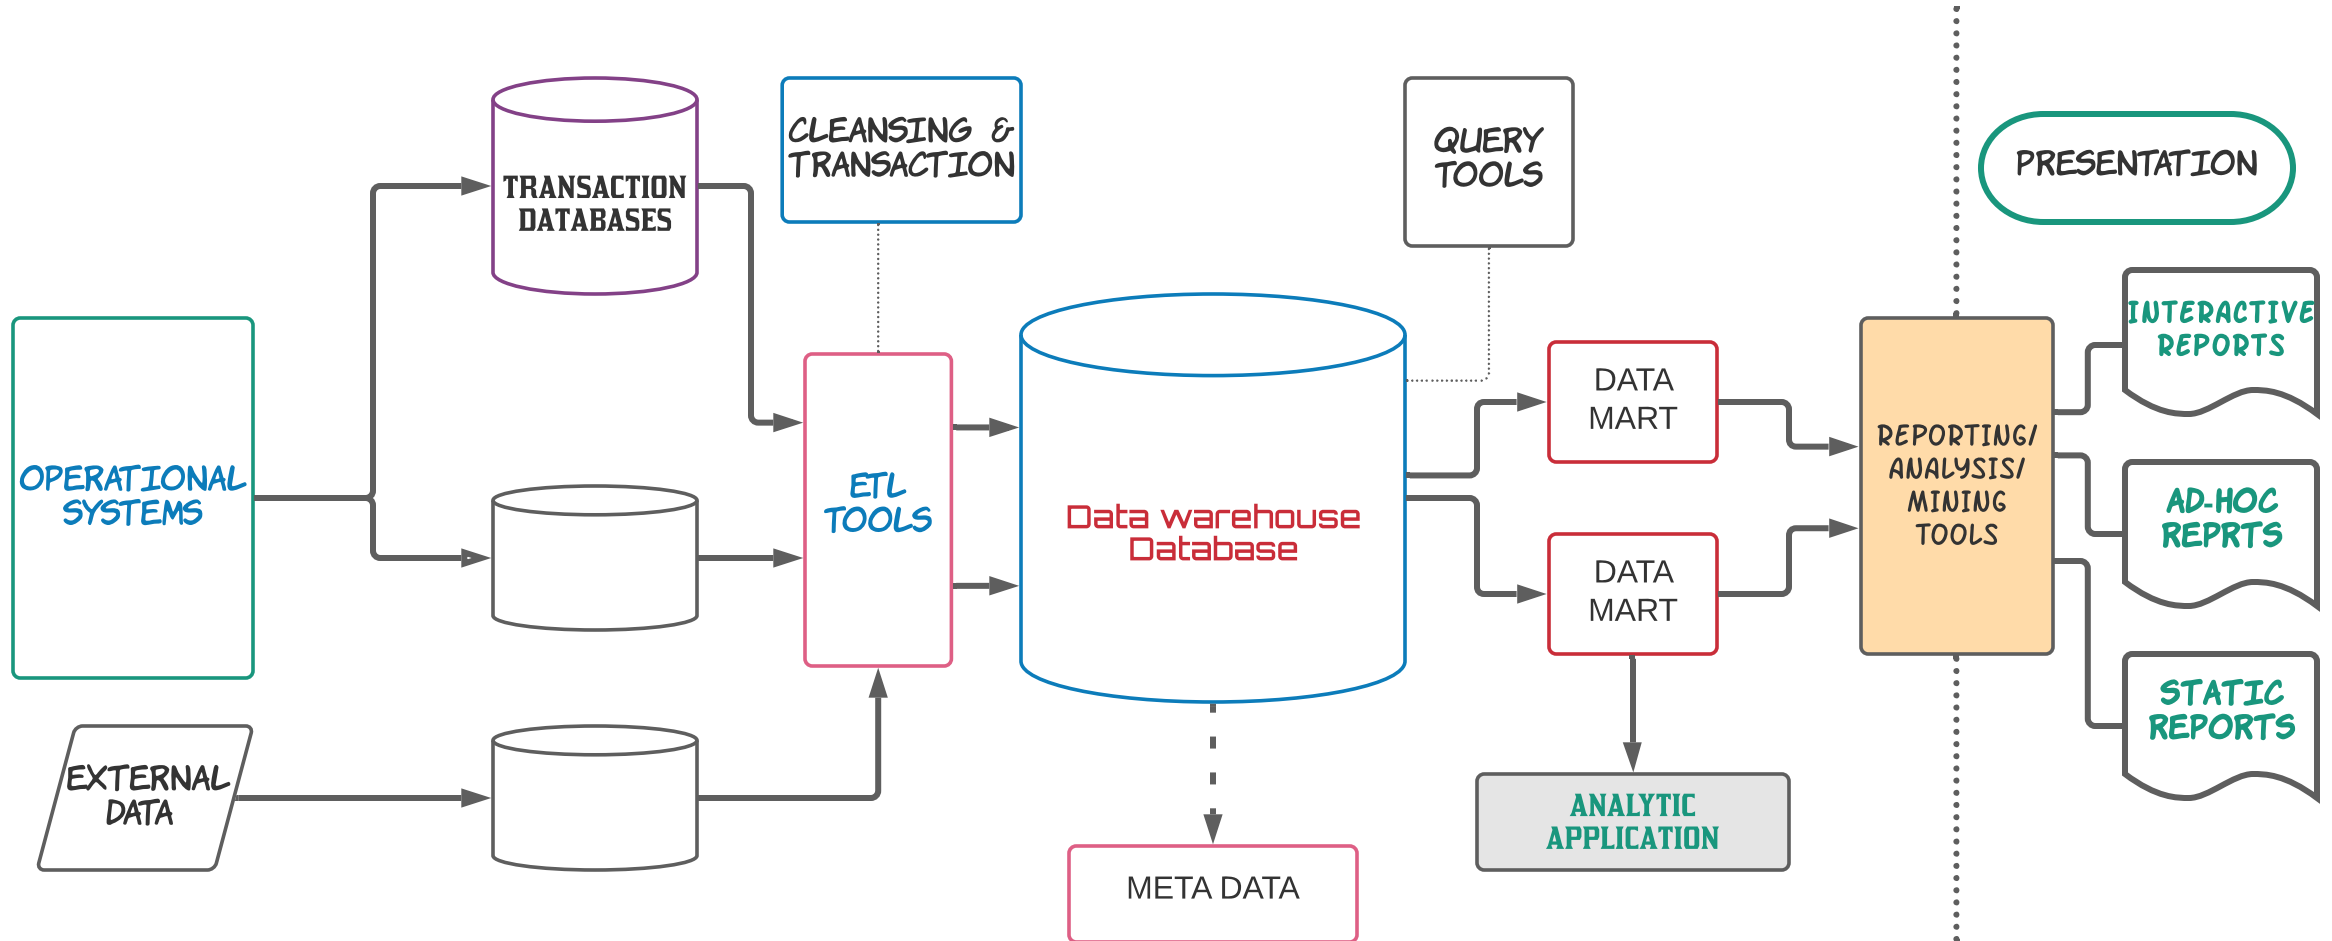 TRANSACTION
DATABASES
CLEANSING &
TRANSACTION
QUERY
TOOLS
PRESENTATION
OPERATIONAL
SYSTEMS
ETL
TOOLS
Data warehouse
Database
DATA
MART
DATA
MART
REPORTING/
ANALYSIS/
MINING
TOOLS
INTERACTIVE
REPORTS
AD-HOC
REPRTS
STATIC
REPORTS
EXTERNAL
DATA
META DATA
ANALYTIC
APPLICATION